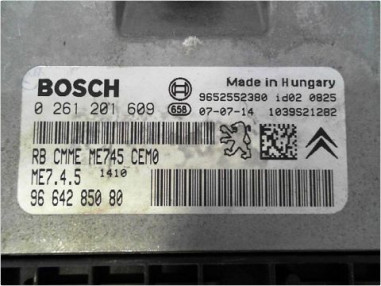 BOSCH
Made in Hungary
9652552380 id02 0825
0 261 201 609 658 07-07-14 1039S21282
RB CMME ME745 CEM0
ME7.4.5 1410
96 642 850 80